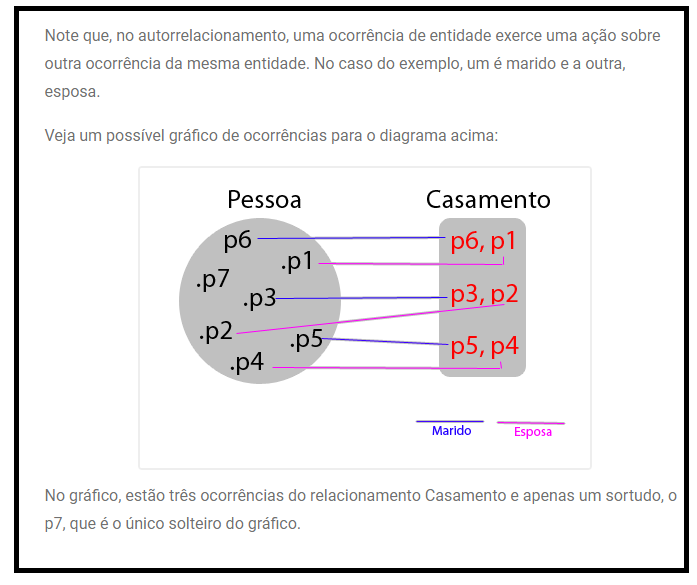 Note que, no autorrelacionamento, uma ocorrência de entidade exerce uma ação sobre
outra ocorrência da mesma entidade. No caso do exemplo, um é marido e a outra,
esposa.
Veja um possível gráfico de ocorrências para o diagrama acima:
Pessoa
Casamento
p6
.p1
.p7
.p3
.p2
.p5
.p4
p6, p1
p3, p2
p5, p4
Marido
Esposa
No gráfico, estão três ocorrências do relacionamento Casamento e apenas um sortudo, o
p7, que é o único solteiro do gráfico.